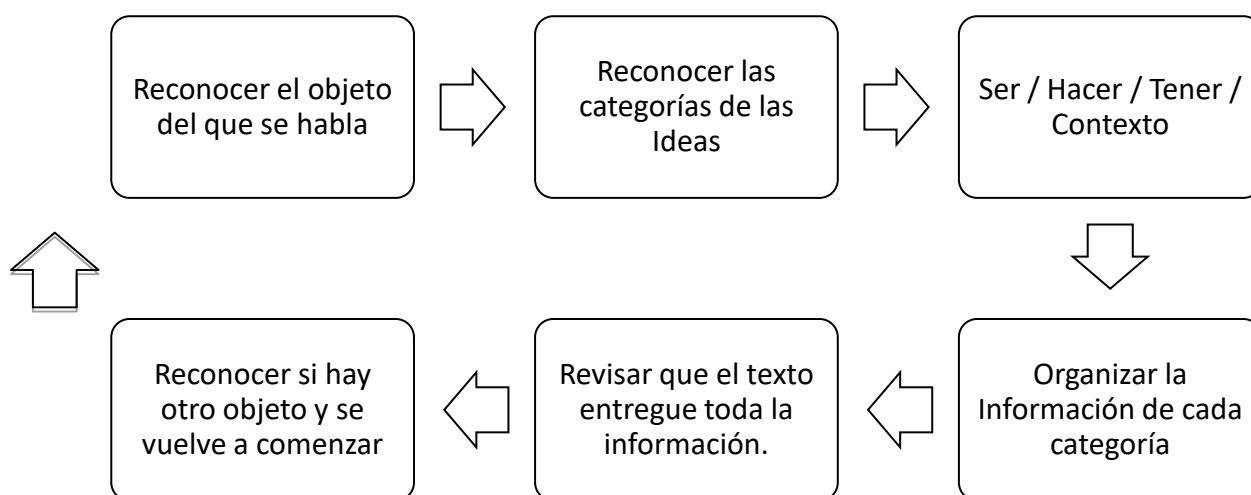 Reconocer el objeto
del que se habla
Reconocer las
categorías de las
Ideas
Ser / Hacer / Tener /
Contexto
Organizar la
Información de cada
categoría
Revisar que el texto
entregue toda la
información.
Reconocer si hay
otro objeto y se
vuelve a comenzar